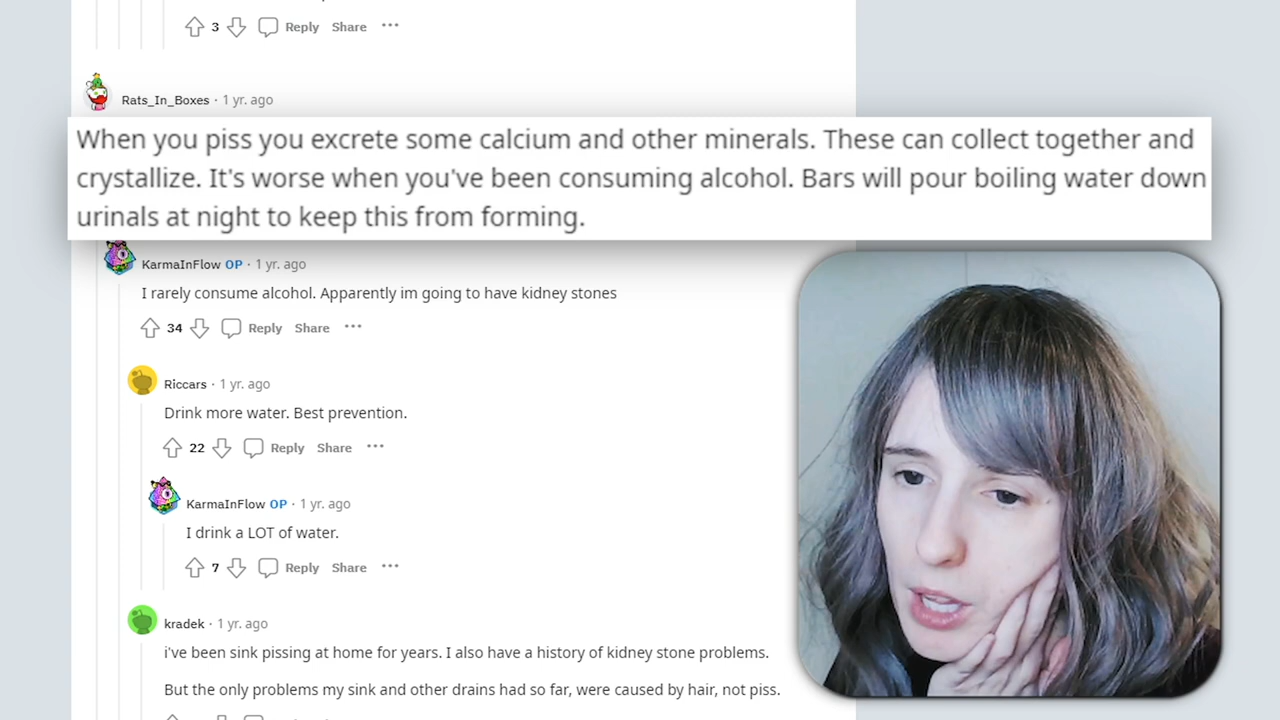 3 Reply Share
Rats_In_Boxes · 1 yr. ago
When you piss you excrete some calcium and other minerals. These can collect together and
crystallize. It's worse when you've been consuming alcohol. Bars will pour boiling water down
urinals at night to keep this from forming.
KarmaInFlow OP · 1 yr. ago
I rarely consume alcohol. Apparently im going to have kidney stones
34 Reply Share
Riccars · 1 yr. ago
Drink more water. Best prevention.
22 Reply Share
KarmaInFlow OP · 1 yr. ago
I drink a LOT of water.
7 Reply Share
kradek · 1 yr. ago
i've been sink pissing at home for years. I also have a history of kidney stone problems.
But the only problems my sink and other drains had so far, were caused by hair, not piss.